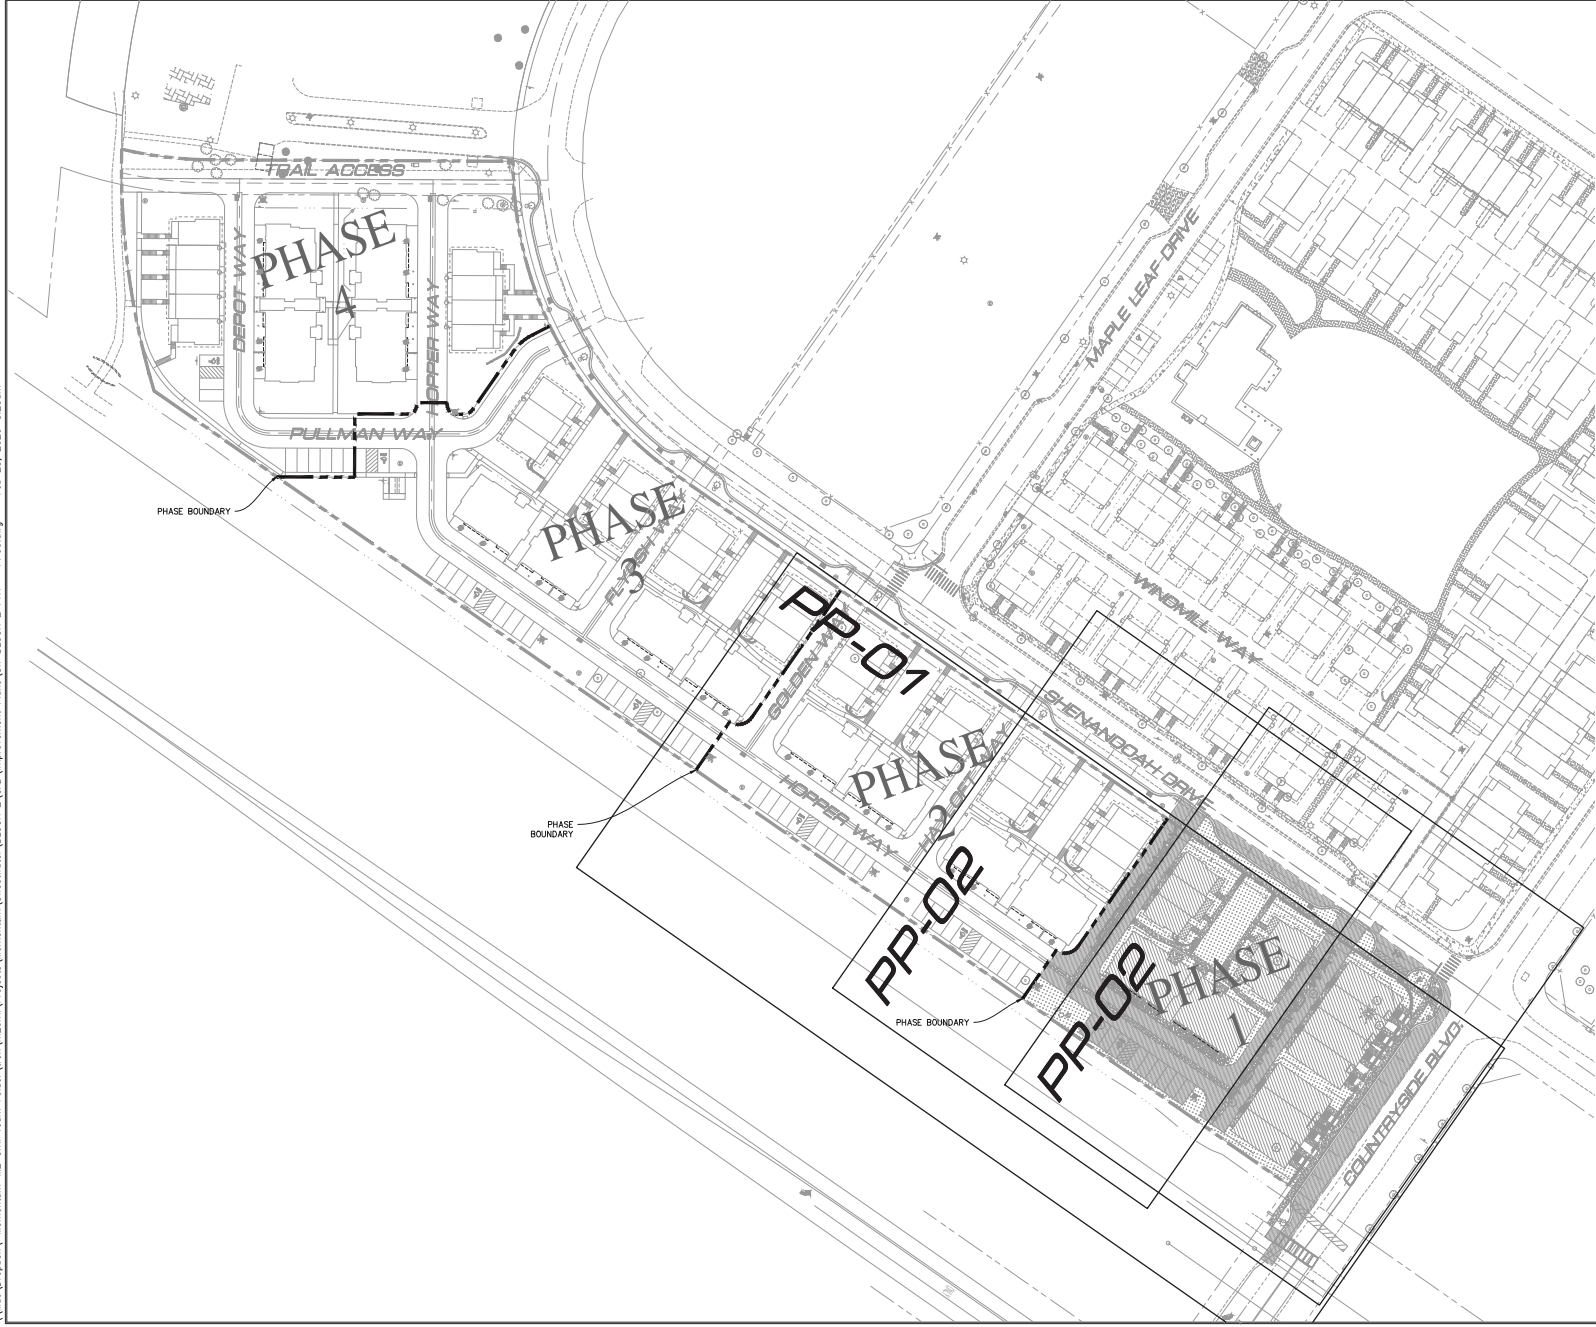 TRAIL ACCESS
PHASE
4
DEPOT WAY
HOPPER WAY
MAPLE LEAF DRIVE
PULLMAN WAY
PHASE BOUNDARY
PHASE
3
WINDMILL WAY
PP-01
GOLDEN WAY
SHENANDOAH DRIVE
PHASE
2
HOPPER WAY
PHASE
BOUNDARY
PP-02
PHASE
1
PP-02
PHASE BOUNDARY
COUNTRYSIDE BLVD.